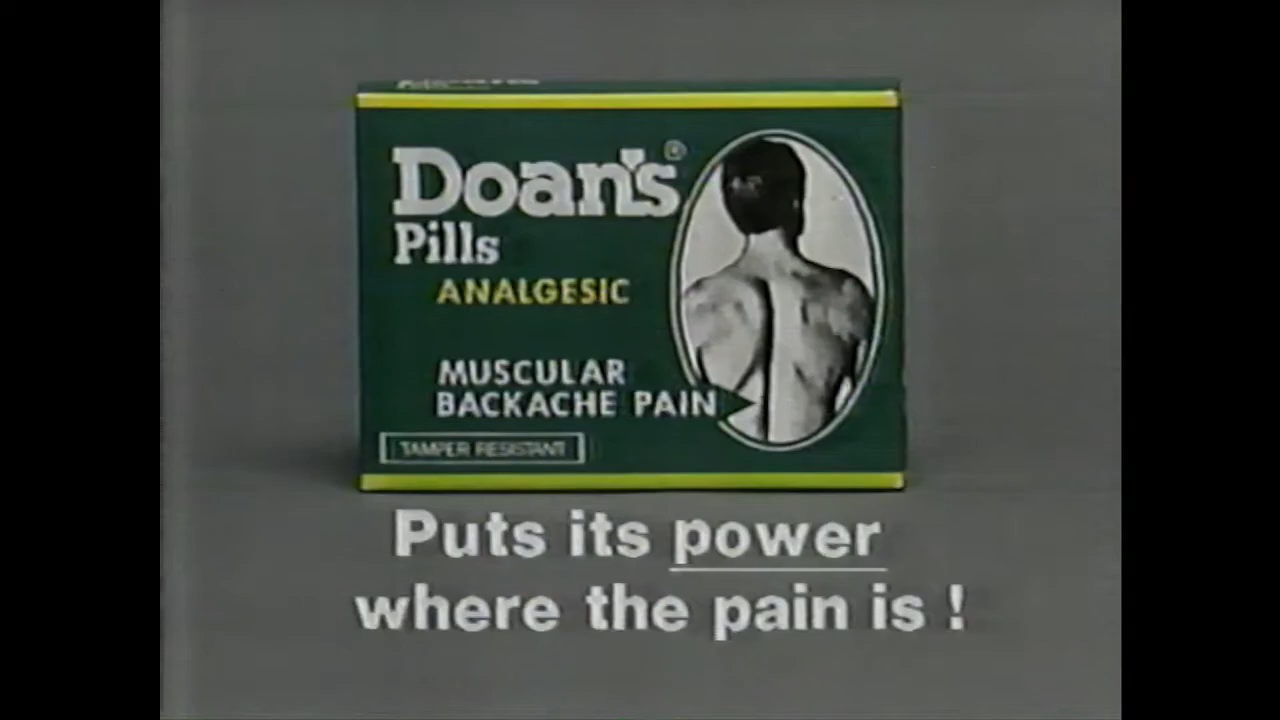 Doan's®
Pills
ANALGESIC
MUSCULAR
BACKACHE PAIN
TAMPER RESISTANT
Puts its power
where the pain is !